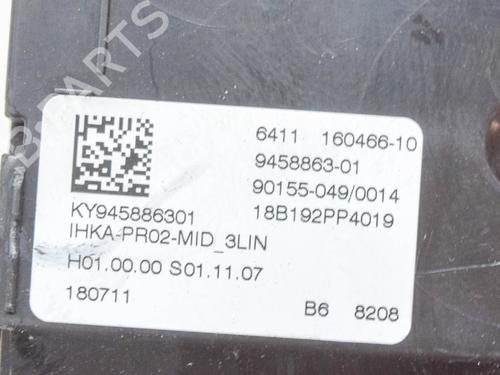 6411 160466-10
9458863-01
90155-049/0014
KY945886301 18B192PP4019
IHKA-PR02-MID_3LIN
H01.00.00 S01.11.07
180711 B6 8208
B-PARTS